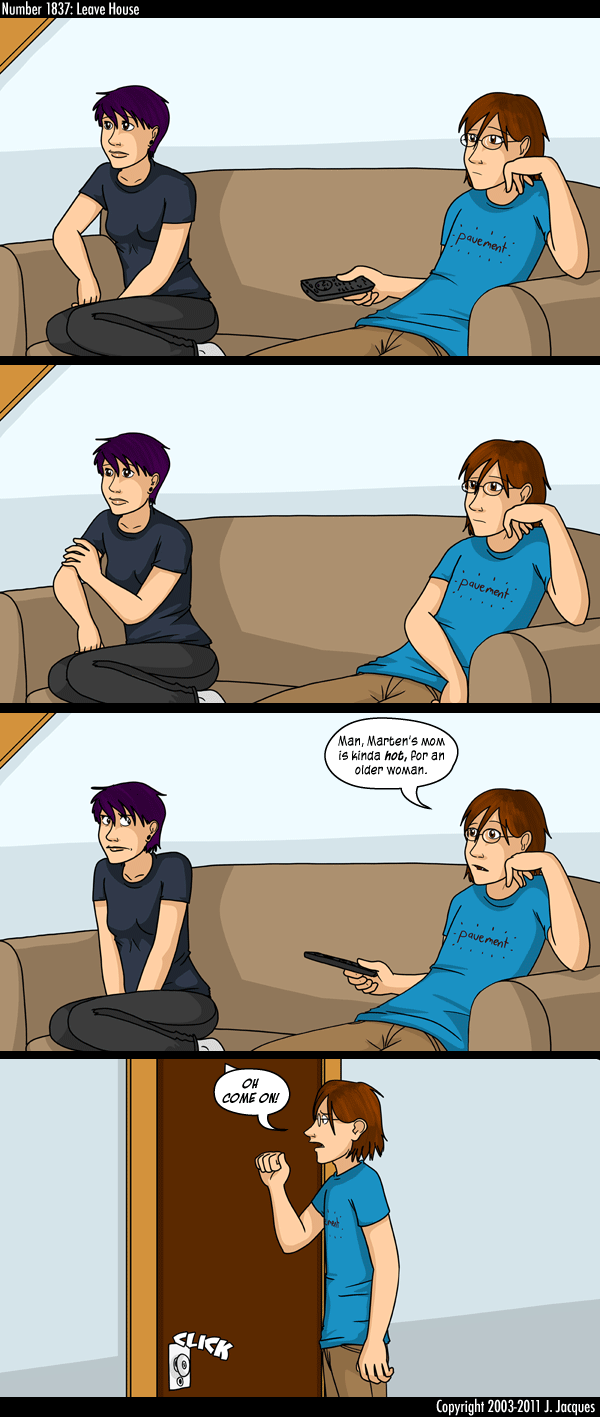 Number 1837: Leave House
pavement
pavement
Man, Marten's mom
is kinda hot, for an
older woman.
pavement
OH
COME ON!
CLICK
Copyright 2003-2011 J. Jacques